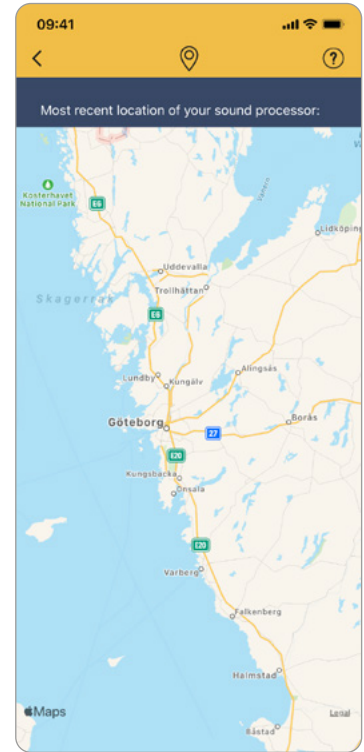 09:41
?
Most recent location of your sound processor:
Kosterhavet
National Park
E6
Vänern
Lidköping
Uddevalla
Trollhättan
Skagerrak
E6
Alingsås
Lundby
Kungälv
Borås
Göteborg
27
E20
Kungsbacka
Onsala
E20
Varberg
Falkenberg
Halmstad
Maps
Legal
Båstad